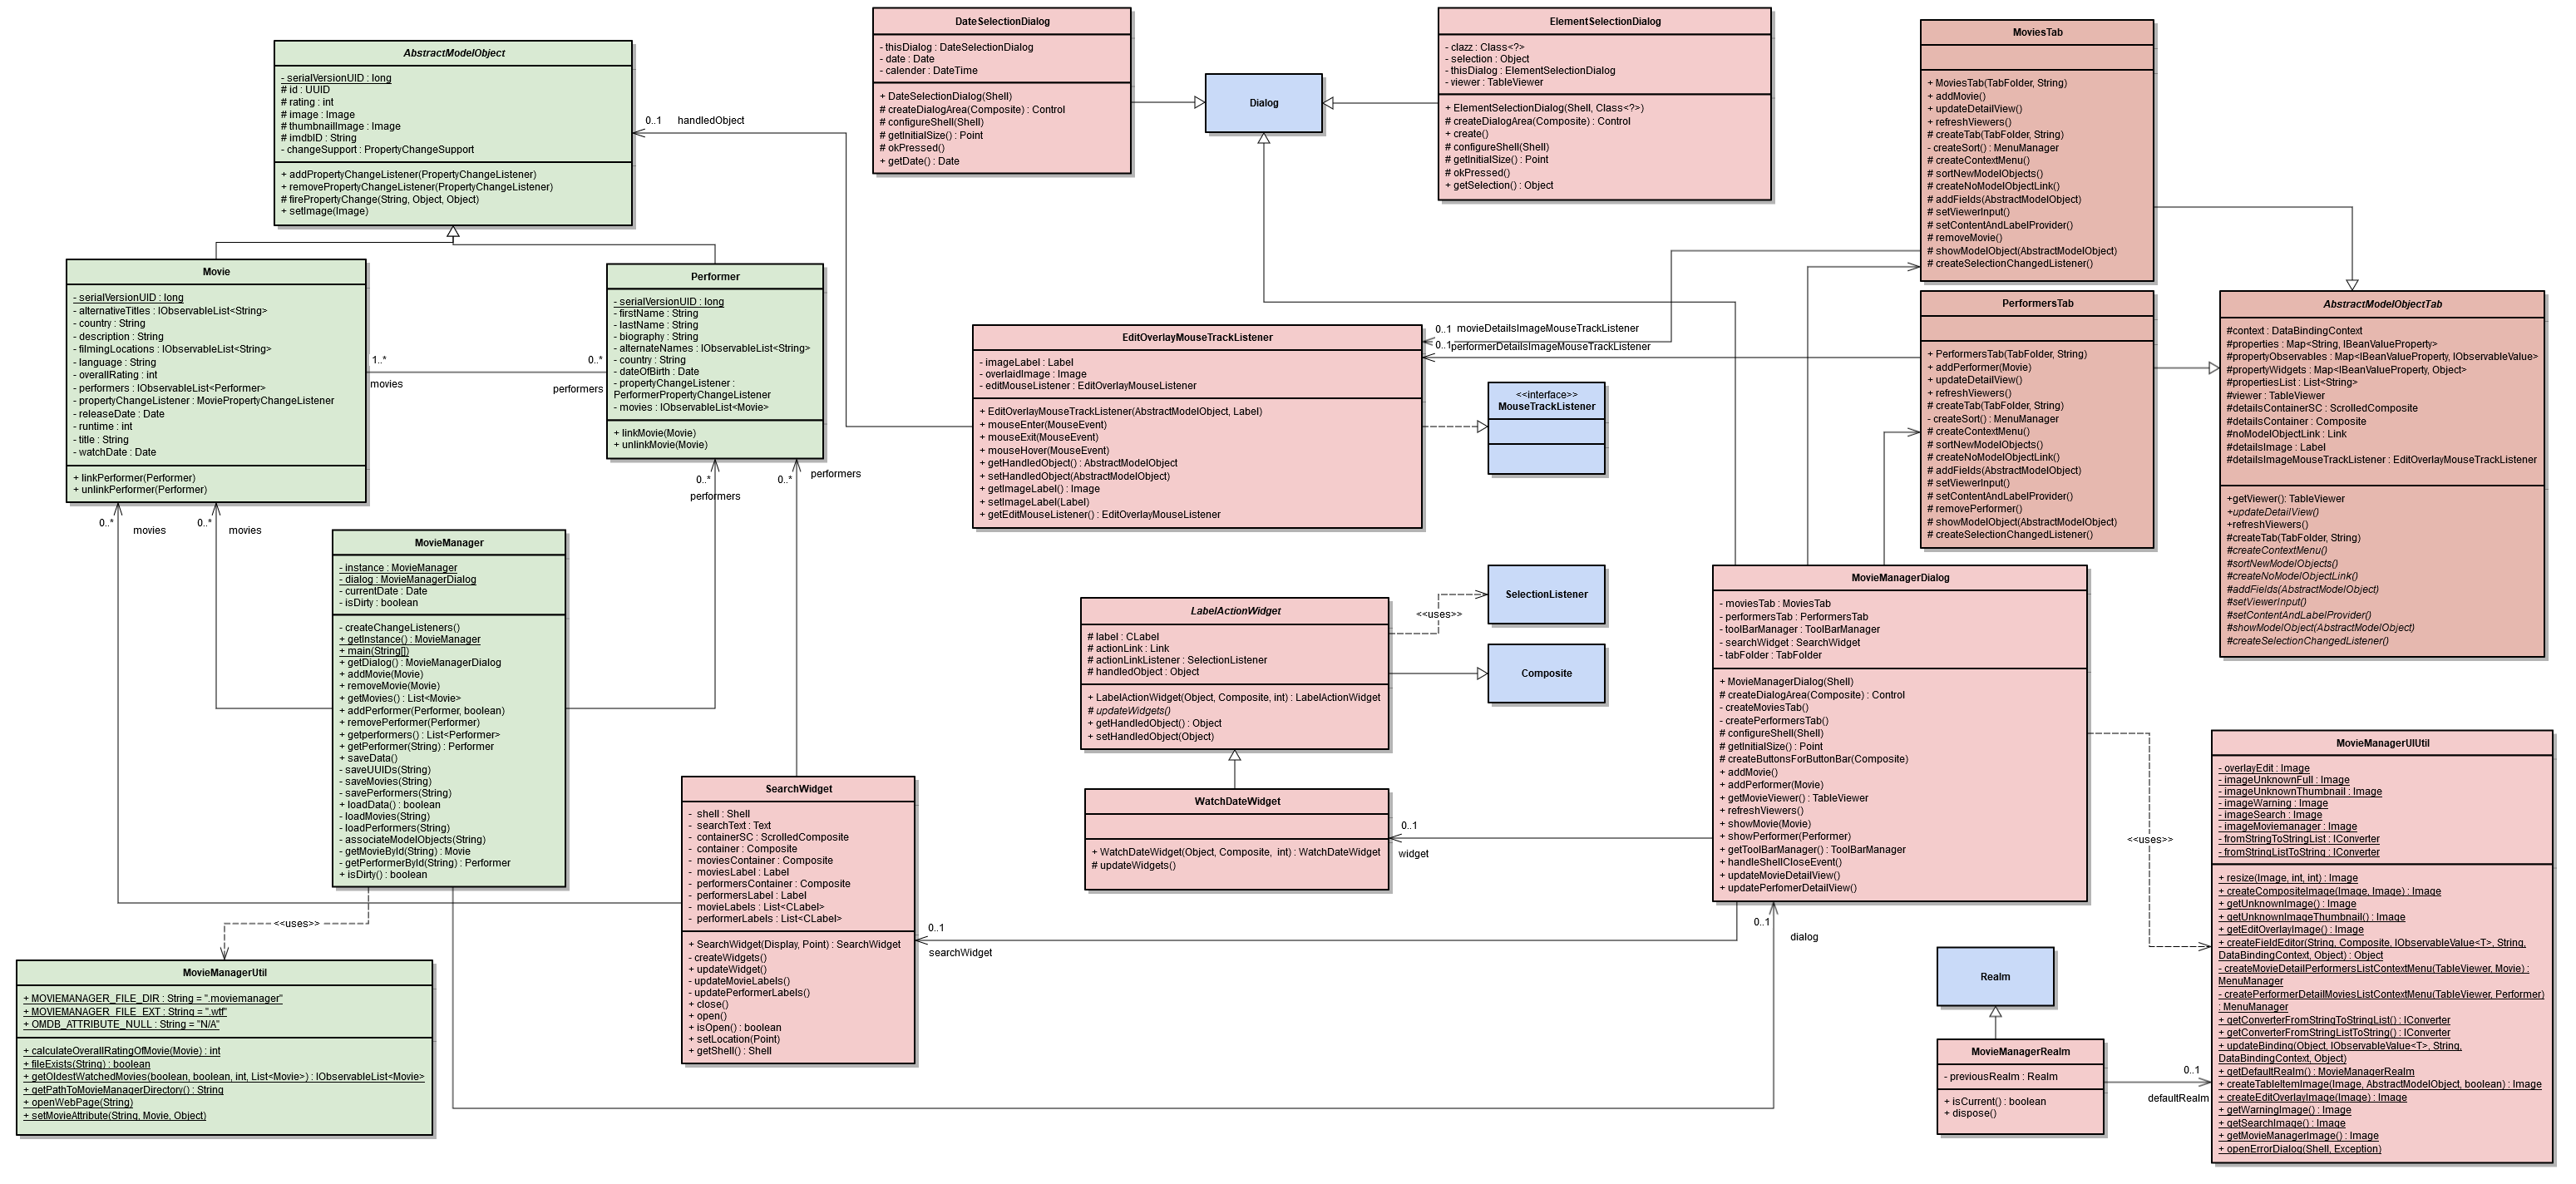 DateSelectionDialog
- thisDialog : DateSelectionDialog
- date : Date
- calender : DateTime
+ DateSelectionDialog(Shell)
# createDialogArea(Composite) : Control
# configureShell(Shell)
# getInitialSize() : Point
# okPressed()
+ getDate() : Date
Dialog
ElementSelectionDialog
- clazz : Class<?>
- selection : Object
- thisDialog : ElementSelectionDialog
- viewer : TableViewer
+ ElementSelectionDialog(Shell, Class<?>)
# createDialogArea(Composite) : Control
+ create()
# configureShell(Shell)
# getInitialSize() : Point
# okPressed()
+ getSelection() : Object
MoviesTab
+ MoviesTab(TabFolder, String)
+ addMovie()
+ updateDetailView()
+ refreshViewers()
# createTab(TabFolder, String)
- createSort() : MenuManager
# createContextMenu()
# sortNewModelObjects()
# createNoModelObjectLink()
# addFields(AbstractModelObject)
# setViewerInput()
# setContentAndLabelProvider()
# removeMovie()
# showModelObject(AbstractModelObject)
# createSelectionChangedListener()
AbstractModelObject
- serialVersionUID : long
# id : UUID
# rating : int
# image : Image
# thumbnailImage : Image
# imdbID : String
- changeSupport : PropertyChangeSupport
+ addPropertyChangeListener(PropertyChangeListener)
+ removePropertyChangeListener(PropertyChangeListener)
# firePropertyChange(String, Object, Object)
+ setImage(Image)
0..1 handledObject
Movie
- serialVersionUID : long
- alternativeTitles : IObservableList<String>
- country : String
- description : String
- filmingLocations : IObservableList<String>
- language : String
- overallRating : int
- performers : IObservableList<Performer>
- propertyChangeListener : MoviePropertyChangeListener
- releaseDate : Date
- runtime : int
- title : String
- watchDate : Date
+ linkPerformer(Performer)
+ unlinkPerformer(Performer)
1..*
movies
0..*
performers
Performer
- serialVersionUID : long
- firstName : String
- lastName : String
- biography : String
- alternateNames : IObservableList<String>
- country : String
- dateOfBirth : Date
- propertyChangeListener :
PerformerPropertyChangeListener
- movies : IObservableList<Movie>
+ linkMovie(Movie)
+ unlinkMovie(Movie)
EditOverlayMouseTrackListener
- imageLabel : Label
- overlaidImage : Image
- editMouseListener : EditOverlayMouseListener
+ EditOverlayMouseTrackListener(AbstractModelObject, Label)
+ mouseEnter(MouseEvent)
+ mouseExit(MouseEvent)
+ mouseHover(MouseEvent)
+ getHandledObject() : AbstractModelObject
+ setHandledObject(AbstractModelObject)
+ getImageLabel() : Image
+ setImageLabel(Label)
+ getEditMouseListener() : EditOverlayMouseListener
0..1 movieDetailsImageMouseTrackListener
0..1 performerDetailsImageMouseTrackListener
<<interface>>
MouseTrackListener
PerformersTab
+ PerformersTab(TabFolder, String)
+ addPerformer(Movie)
+ updateDetailView()
+ refreshViewers()
# createTab(TabFolder, String)
- createSort() : MenuManager
# createContextMenu()
# sortNewModelObjects()
# createNoModelObjectLink()
# addFields(AbstractModelObject)
# setViewerInput()
# setContentAndLabelProvider()
# removePerformer()
# showModelObject(AbstractModelObject)
# createSelectionChangedListener()
AbstractModelObjectTab
#context : DataBindingContext
#properties : Map<String, IBeanValueProperty>
#propertyObservables : Map<IBeanValueProperty, IObservableValue>
#propertyWidgets : Map<IBeanValueProperty, Object>
#propertiesList : List<String>
#viewer : TableViewer
#detailsContainerSC : ScrolledComposite
#detailsContainer : Composite
#noModelObjectLink : Link
#detailsImage : Label
#detailsImageMouseTrackListener : EditOverlayMouseTrackListener
+getViewer(): TableViewer
+updateDetailView()
+refreshViewers()
#createTab(TabFolder, String)
#createContextMenu()
#sortNewModelObjects()
#createNoModelObjectLink()
#addFields(AbstractModelObject)
#setViewerInput()
#setContentAndLabelProvider()
#showModelObject(AbstractModelObject)
#createSelectionChangedListener()
0..* movies
0..* movies
0..*
performers
0..* performers
MovieManager
- instance : MovieManager
- dialog : MovieManagerDialog
- currentDate : Date
- isDirty : boolean
- createChangeListeners()
+ getInstance() : MovieManager
+ main(String[])
+ getDialog() : MovieManagerDialog
+ addMovie(Movie)
+ removeMovie(Movie)
+ getMovies() : List<Movie>
+ addPerformer(Performer, boolean)
+ removePerformer(Performer)
+ getperformers() : List<Performer>
+ getPerformer(String) : Performer
+ saveData()
- saveUUIDs(String)
- saveMovies(String)
- savePerformers(String)
+ loadData() : boolean
- loadMovies(String)
- loadPerformers(String)
- associateModelObjects(String)
- getMovieById(String) : Movie
- getPerformerById(String) : Performer
+ isDirty() : boolean
<<uses>>
LabelActionWidget
# label : CLabel
# actionLink : Link
# actionLinkListener : SelectionListener
# handledObject : Object
+ LabelActionWidget(Object, Composite, int) : LabelActionWidget
# updateWidgets()
+ getHandledObject() : Object
+ setHandledObject(Object)
<<uses>>
SelectionListener
Composite
WatchDateWidget
+ WatchDateWidget(Object, Composite, int) : WatchDateWidget
# updateWidgets()
0..1
widget
MovieManagerDialog
- moviesTab : MoviesTab
- performersTab : PerformersTab
- toolBarManager : ToolBarManager
- searchWidget : SearchWidget
- tabFolder : TabFolder
+ MovieManagerDialog(Shell)
# createDialogArea(Composite) : Control
- createMoviesTab()
- createPerformersTab()
# configureShell(Shell)
# getInitialSize() : Point
# createButtonsForButtonBar(Composite)
+ addMovie()
+ addPerformer(Movie)
+ getMovieViewer() : TableViewer
+ refreshViewers()
+ showMovie(Movie)
+ showPerformer(Performer)
+ getToolBarManager() : ToolBarManager
+ handleShellCloseEvent()
+ updateMovieDetailView()
+ updatePerfomerDetailView()
<<uses>>
0..1 dialog
SearchWidget
- shell : Shell
- searchText : Text
- containerSC : ScrolledComposite
- container : Composite
- moviesContainer : Composite
- moviesLabel : Label
- performersContainer : Composite
- performersLabel : Label
- movieLabels : List<CLabel>
- performerLabels : List<CLabel>
+ SearchWidget(Display, Point) : SearchWidget
- createWidgets()
+ updateWidget()
- updateMovieLabels()
- updatePerformerLabels()
+ close()
+ open()
+ isOpen() : boolean
+ setLocation(Point)
+ getShell() : Shell
0..1
searchWidget
MovieManagerUtil
+ MOVIEMANAGER_FILE_DIR : String = ".moviemanager"
+ MOVIEMANAGER_FILE_EXT : String = ".wtf"
+ OMDB_ATTRIBUTE_NULL : String = "N/A"
+ calculateOverallRatingOfMovie(Movie) : int
+ fileExists(String) : boolean
+ getOldestWatchedMovies(boolean, boolean, int, List<Movie>) : IObservableList<Movie>
+ getPathToMovieManagerDirectory() : String
+ openWebPage(String)
+ setMovieAttribute(String, Movie, Object)
Realm
MovieManagerRealm
- previousRealm : Realm
+ isCurrent() : boolean
+ dispose()
0..1
defaultRealm
MovieManagerUIUtil
- overlayEdit : Image
- imageUnknownFull : Image
- imageUnknownThumbnail : Image
- imageWarning : Image
- imageSearch : Image
- imageMoviemanager : Image
- fromStringToStringList : IConverter
- fromStringListToString : IConverter
+ resize(Image, int, int) : Image
+ createCompositeImage(Image, Image) : Image
+ getUnknownImage() : Image
+ getUnknownImageThumbnail() : Image
+ getEditOverlayImage() : Image
+ createFieldEditor(String, Composite, IObservableValue<T>, String,
DataBindingContext, Object) : Object
- createMovieDetailPerformersListContextMenu(TableViewer, Movie) :
MenuManager
- createPerformerDetailMoviesListContextMenu(TableViewer, Performer)
: MenuManager
+ getConverterFromStringToStringList() : IConverter
+ getConverterFromStringListToString() : IConverter
+ updateBinding(Object, IObservableValue<T>, String,
DataBindingContext, Object)
+ getDefaultRealm() : MovieManagerRealm
+ createTableItemImage(Image, AbstractModelObject, boolean) : Image
+ createEditOverlayImage(Image) : Image
+ getWarningImage() : Image
+ getSearchImage() : Image
+ getMovieManagerImage() : Image
+ openErrorDialog(Shell, Exception)